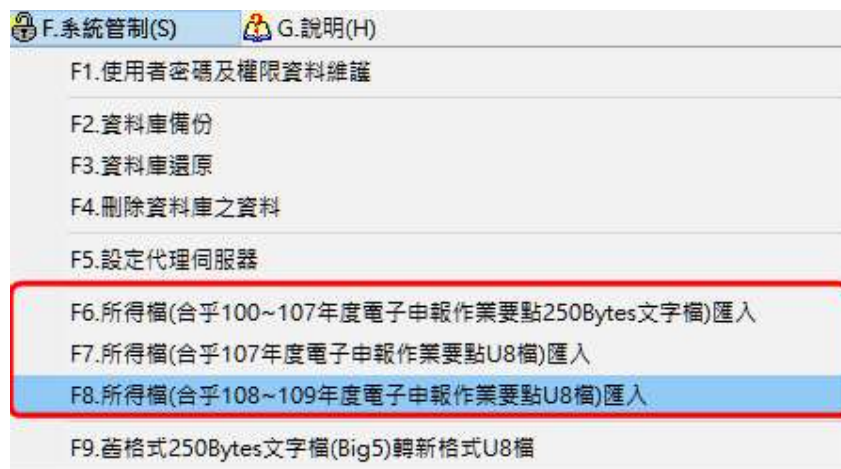 F.系統管制(S) G.說明(H)
F1.使用者密碼及權限資料維護
F2.資料庫備份
F3.資料庫還原
F4.刪除資料庫之資料
F5.設定代理伺服器
F6.所得檔(合乎100~107年度電子申報作業要點250Bytes文字檔)匯入
F7.所得檔(合乎107年度電子申報作業要點U8檔)匯入
F8.所得檔(合乎108~109年度電子申報作業要點U8檔)匯入
F9.舊格式250Bytes文字檔(Big5)轉新格式U8檔